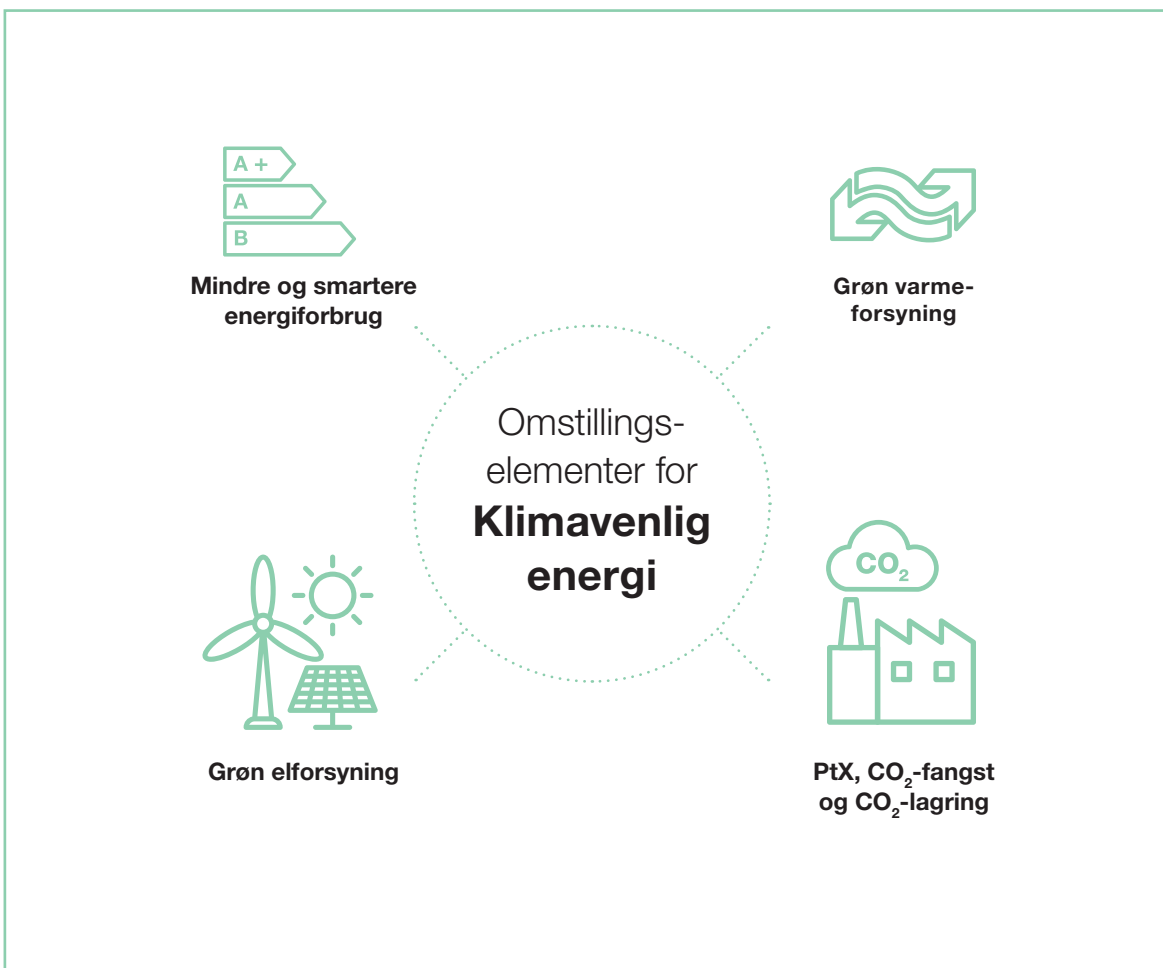 A +
A
B
Mindre og smartere
energiforbrug
Grøn varme-
forsyning
Omstillings-
elementer for
Klimavenlig
energi
Grøn elforsyning
CO₂
PtX, CO₂-fangst
og CO₂-lagring